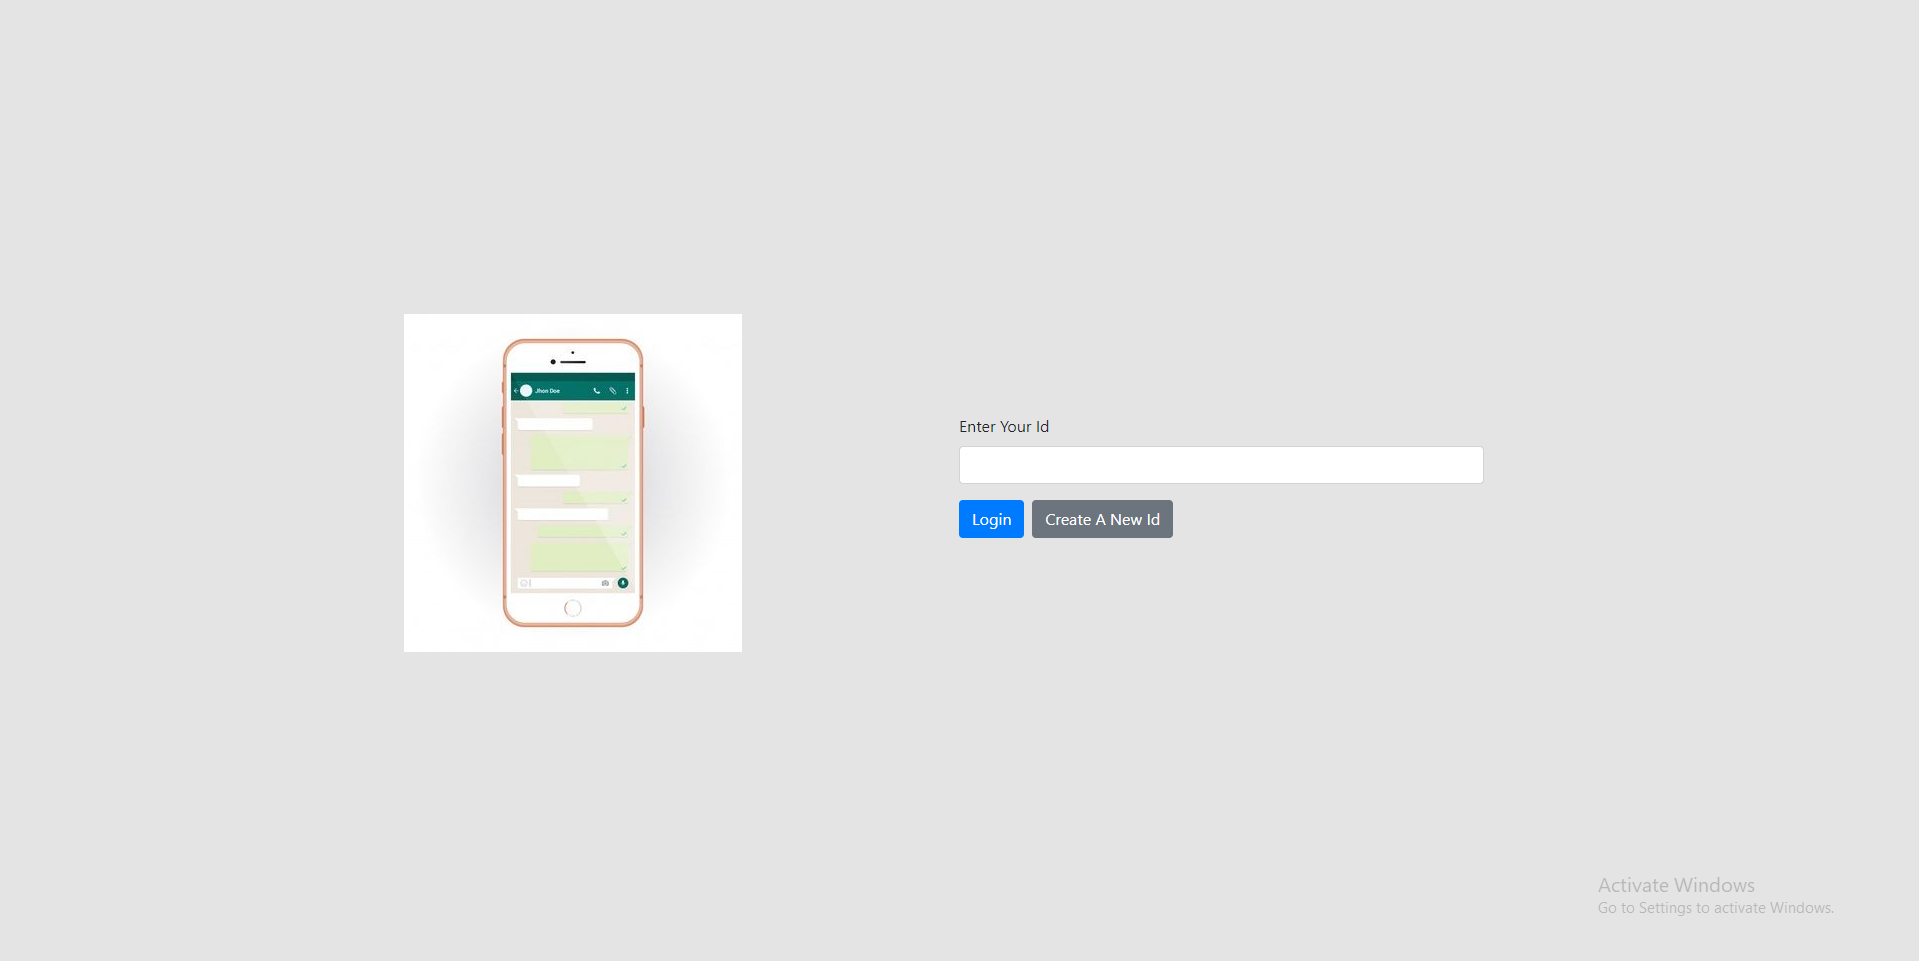 Jhon Doe
Enter Your Id
Login
Create A New Id
Activate Windows
Go to Settings to activate Windows.